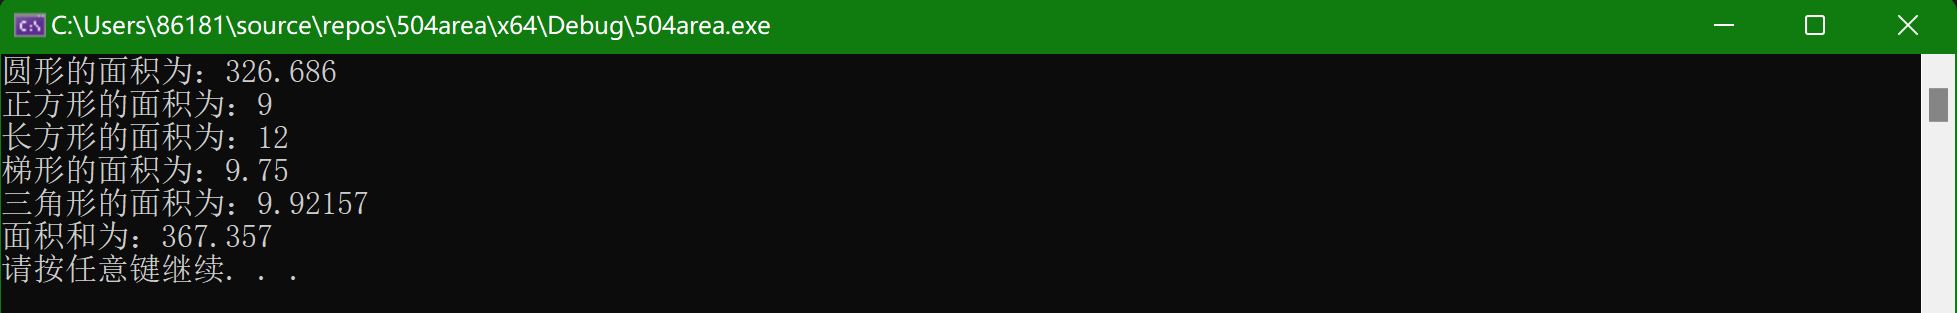 C:\Users\86181\source\repos\504area\x64\Debug\504area.exe
圆形的面积为：326.686
正方形的面积为：9
长方形的面积为：12
梯形的面积为：9.75
三角形的面积为：9.92157
面积和为：367.357
请按任意键继续. . .